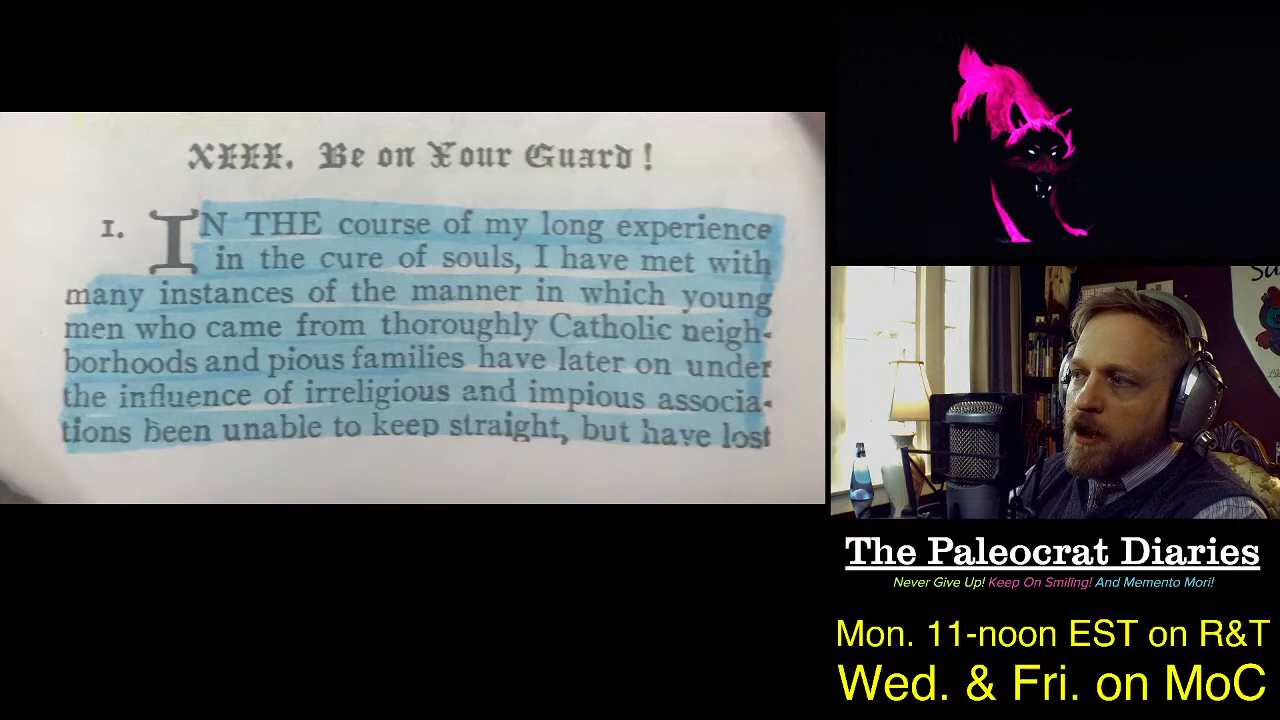 XIII. Be on Your Guard!
1. IN THE course of my long experience
in the cure of souls, I have met with
many instances of the manner in which young
men who came from thoroughly Catholic neigh-
borhoods and pious families have later on under
the influence of irreligious and impious associa-
tions been unable to keep straight, but have lost
The Paleocrat Diaries
Never Give Up! Keep On Smiling! And Memento Mori!
Mon. 11-noon EST on R&T
Wed. & Fri. on MoC